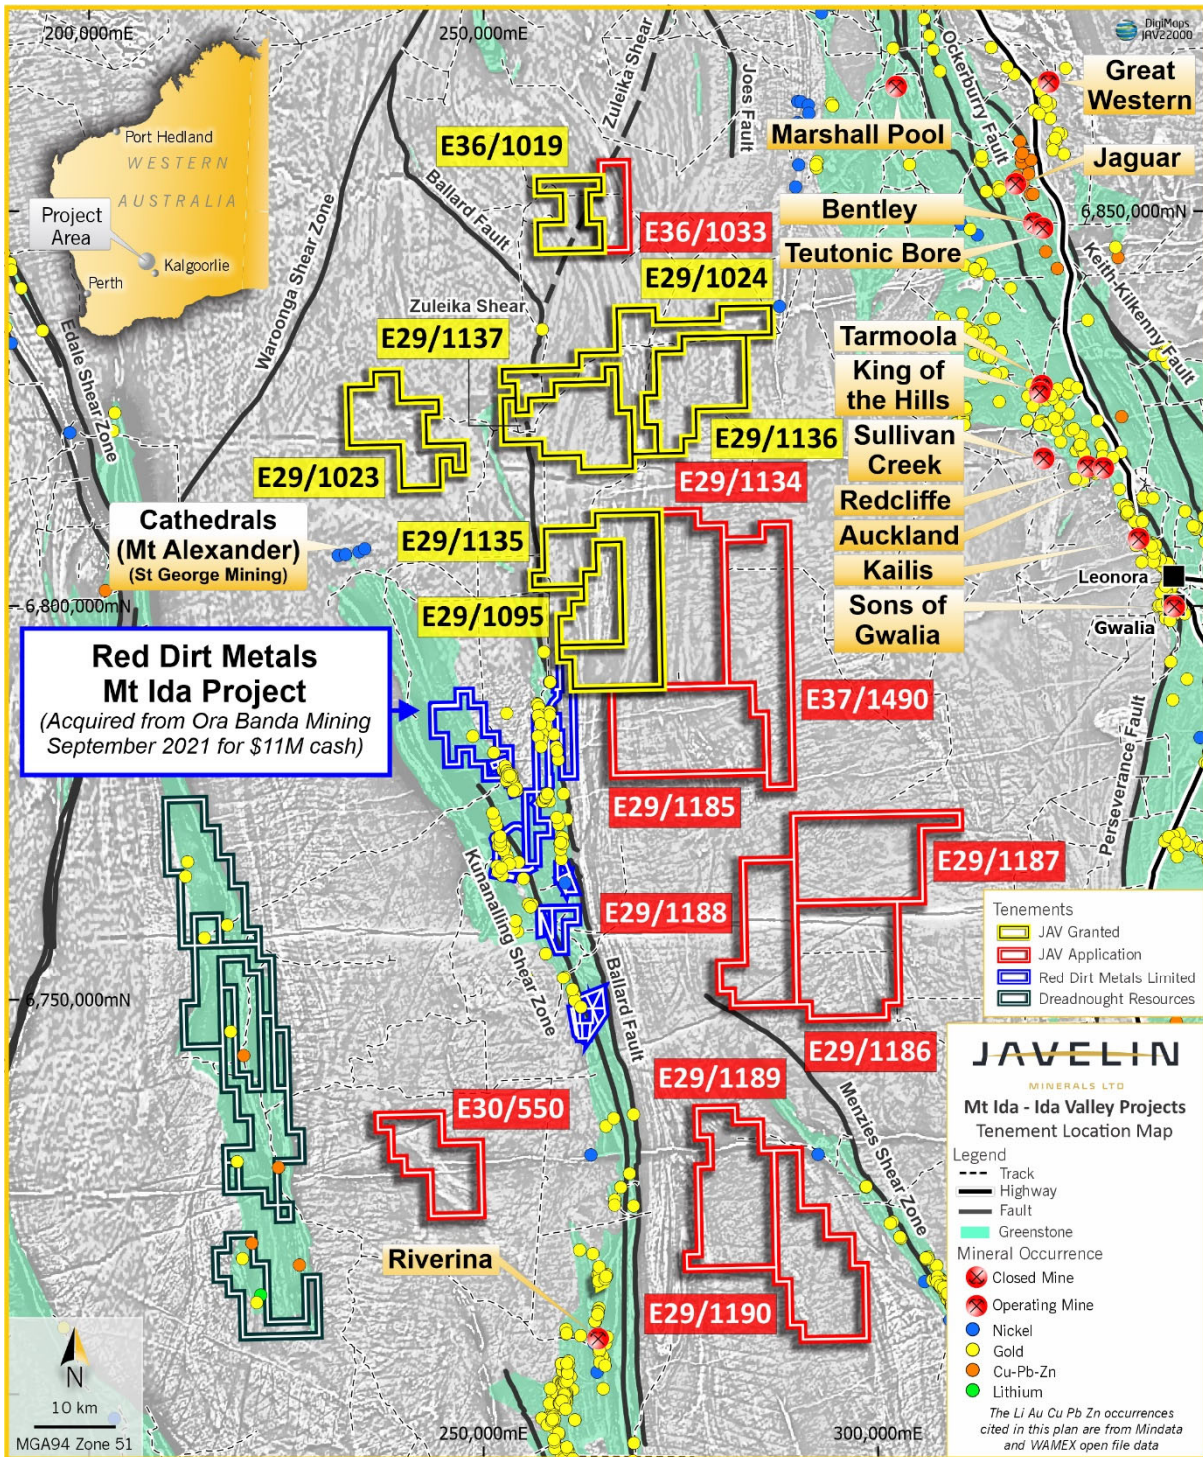 200,000mE
250,000mE
DigiMaps
JAV22000
Port Hedland
WESTERN
AUSTRALIA
Project
Area
Kalgoorlie
Perth
Zuleika Shear
Joes Fault
Ockerburry Fault
Great
Western
Marshall Pool
Jaguar
E36/1019
Ballard Fault
Bentley
6,850,000mN
E36/1033
Teutonic Bore
Waroonga Shear Zone
E29/1024
Keith-Kilkenny Fault
Zuleika Shear
Edale Shear Zone
E29/1137
Tarmoola
King of
the Hills
E29/1136
Sullivan
Creek
E29/1023
E29/1134
Redcliffe
Cathedrals
(Mt Alexander)
(St George Mining)
E29/1135
Auckland
Kailis
Leonora
6,800,000mN
E29/1095
Sons of
Gwalia
Gwalia
Red Dirt Metals
Mt Ida Project
(Acquired from Ora Banda Mining
September 2021 for $11M cash)
E37/1490
Perseverance Fault
E29/1185
E29/1187
Kunanalling Shear Zone
E29/1188
Ballard Fault
Tenements
JAV Granted
JAV Application
Red Dirt Metals Limited
Dreadnought Resources
6,750,000mN
E29/1186
JAVELIN
MINERALS LTD
Mt Ida - Ida Valley Projects
Tenement Location Map
E29/1189
E30/550
Menzies Shear Zone
Legend
Track
Highway
Fault
Greenstone
Mineral Occurrence
Closed Mine
Operating Mine
Nickel
Gold
Cu-Pb-Zn
Lithium
The Li Au Cu Pb Zn occurrences
cited in this plan are from Mindata
and WAMEX open file data
Riverina
E29/1190
N
10 km
MGA94 Zone 51
250,000mE
300,000mE